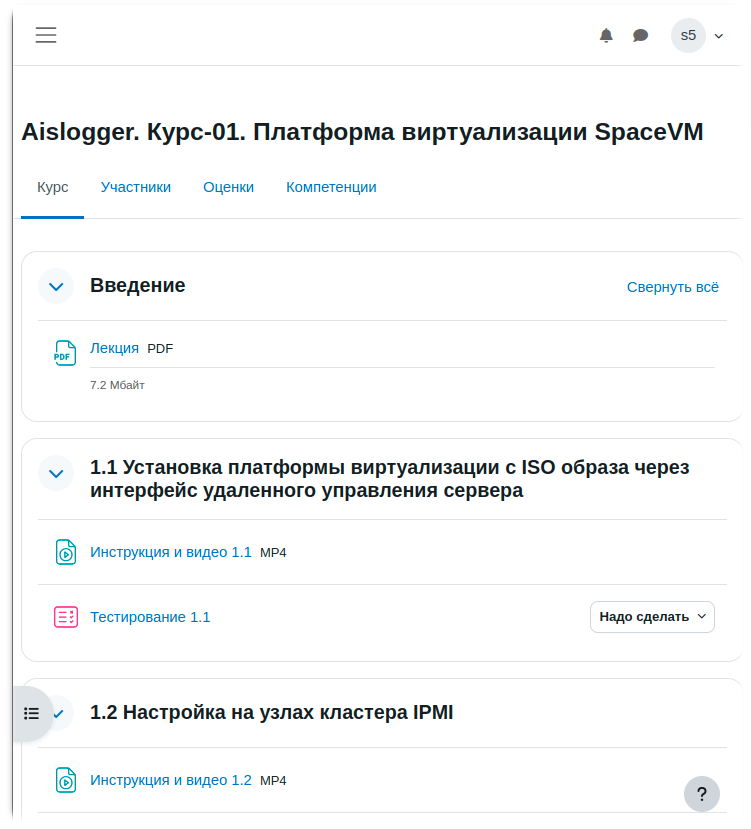 s5
Aislogger. Курс-01. Платформа виртуализации SpaceVM
Курс Участники Оценки Компетенции
Введение Свернуть всё
PDF Лекция PDF
7.2 Мбайт
1.1 Установка платформы виртуализации с ISO образа через
интерфейс удаленного управления сервера
Инструкция и видео 1.1 MP4
Тестирование 1.1 Надо сделать
1.2 Настройка на узлах кластера IPMI
Инструкция и видео 1.2 MP4
?